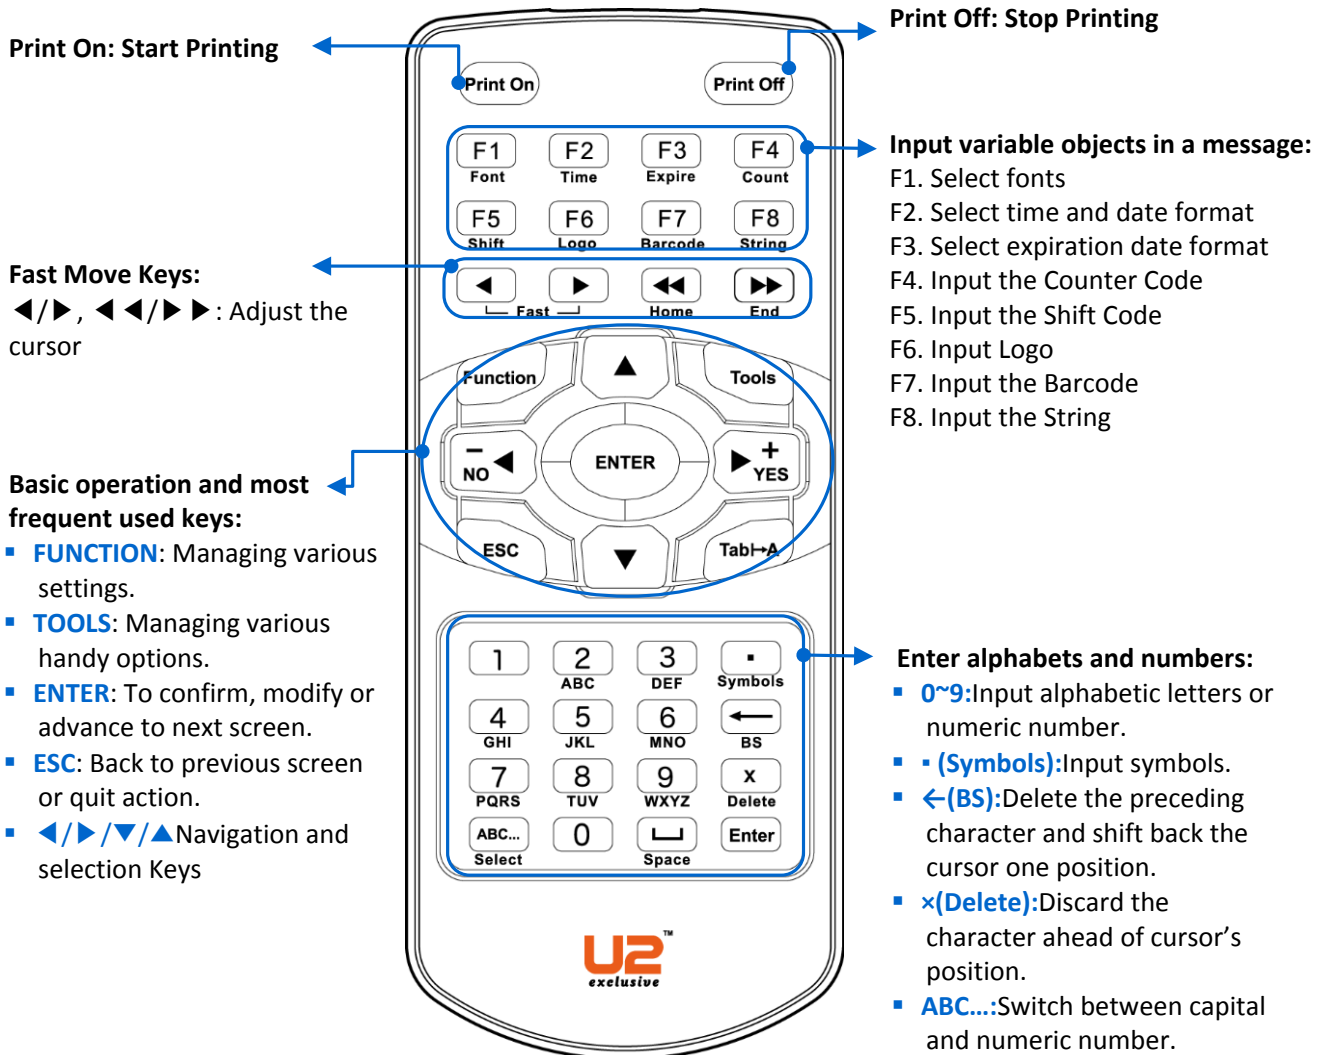 Print On: Start Printing
Print Off: Stop Printing
Print On
Print Off
F1 F2 F3 F4
Font Time Expire Count
F5 F6 F7 F8
Shift Logo Barcode String
◀ ▶ ◀◀ ▶▶
Fast Home End
Input variable objects in a message:
F1. Select fonts
F2. Select time and date format
F3. Select expiration date format
F4. Input the Counter Code
F5. Input the Shift Code
F6. Input Logo
F7. Input the Barcode
F8. Input the String
Fast Move Keys:
◀/▶, ◀ ◀/▶ ▶: Adjust the
cursor
Function ▲ Tools
− NO ◀ ENTER ▶ + YES
ESC ▼ Tab↦A
Basic operation and most
frequent used keys:
▪ FUNCTION: Managing various
settings.
▪ TOOLS: Managing various
handy options.
▪ ENTER: To confirm, modify or
advance to next screen.
▪ ESC: Back to previous screen
or quit action.
▪ ◀/▶/▼/▲Navigation and
selection Keys
1 2 3 ▪
ABC DEF Symbols
4 5 6 ←
GHI JKL MNO BS
7 8 9 x
PQRS TUV WXYZ Delete
ABC... 0 ⎵ Enter
Select Space
U2™
exclusive
Enter alphabets and numbers:
▪ 0~9:Input alphabetic letters or
numeric number.
▪ ▪ (Symbols):Input symbols.
▪ ←(BS):Delete the preceding
character and shift back the
cursor one position.
▪ ×(Delete):Discard the
character ahead of cursor’s
position.
▪ ABC…:Switch between capital
and numeric number.